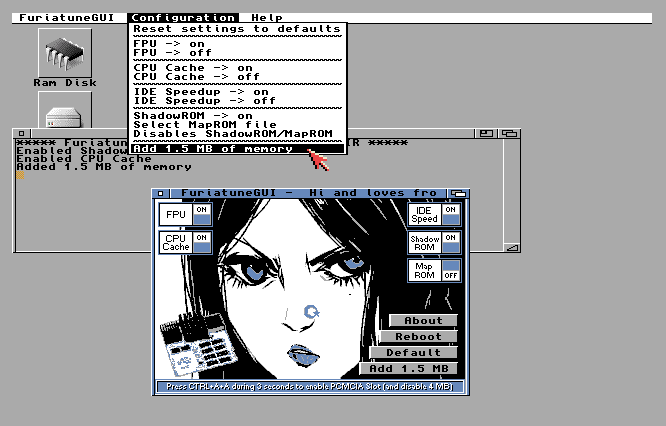 FuriatuneGUI Configuration Help
Reset settings to defaults
FPU -> on
FPU -> off
CPU Cache -> on
CPU Cache -> off
IDE Speedup -> on
IDE Speedup -> off
ShadowROM -> on
Select MapROM file
Disables ShadowROM/MapROM
Add 1.5 MB of memory
Ram Disk
***** Furiatun
R *****
Enabled Shadow
Enabled CPU Cache
Added 1.5 MB of memory
FuriatuneGUI - Hi and loves fro
FPU ON
CPU Cache ON
IDE Speed ON
Shadow ROM ON
Map ROM OFF
About
Reboot
Default
Add 1.5 MB
Press CTRL+A+A during 3 seconds to enable PCMCIA Slot (and disable 4 MB)